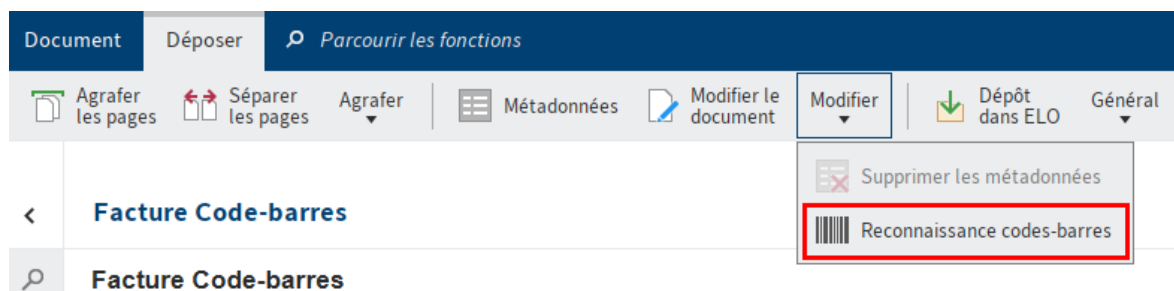 Document Déposer Parcourir les fonctions
Agrafer les pages
Séparer les pages
Agrafer
Métadonnées
Modifier le document
Modifier
Dépôt dans ELO
Général
Supprimer les métadonnées
Facture Code-barres
Reconnaissance codes-barres
Facture Code-barres